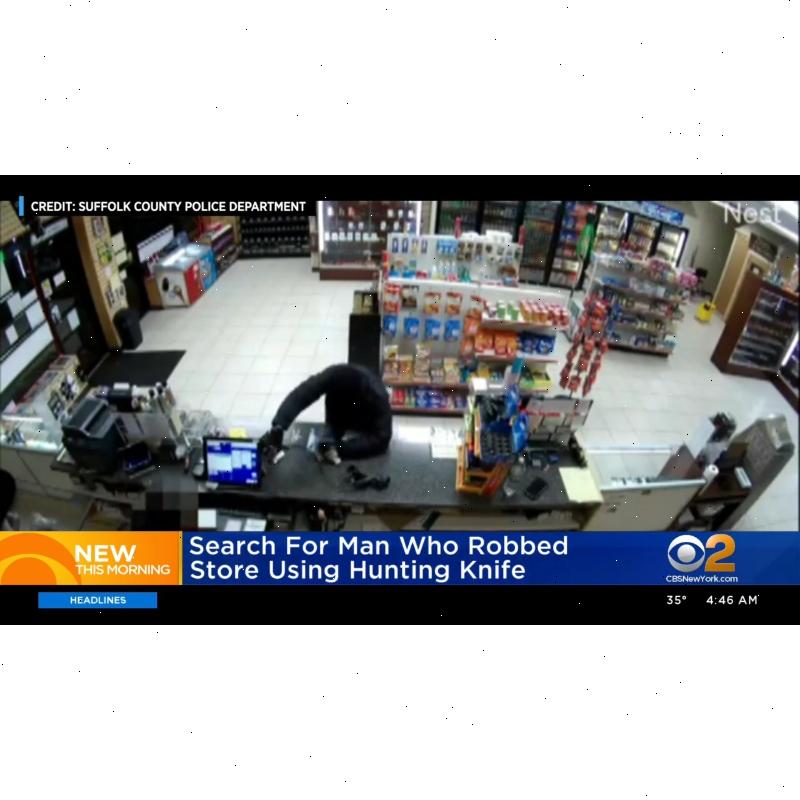 CREDIT: SUFFOLK COUNTY POLICE DEPARTMENT
Nest
NEW
THIS MORNING
Search For Man Who Robbed
Store Using Hunting Knife
2
CBSNewYork.com
HEADLINES
35° 4:46 AM